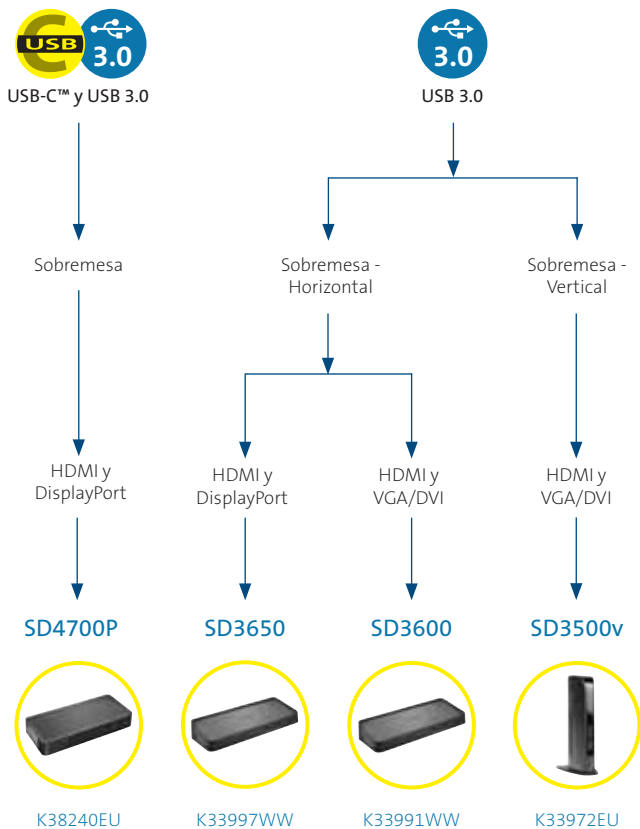 USB
3.0
3.0
USB-C™ y USB 3.0
USB 3.0
Sobremesa
Sobremesa -
Horizontal
Sobremesa -
Vertical
HDMI y
DisplayPort
HDMI y
DisplayPort
HDMI y
VGA/DVI
HDMI y
VGA/DVI
SD4700P
SD3650
SD3600
SD3500v
K38240EU
K33997WW
K33991WW
K33972EU